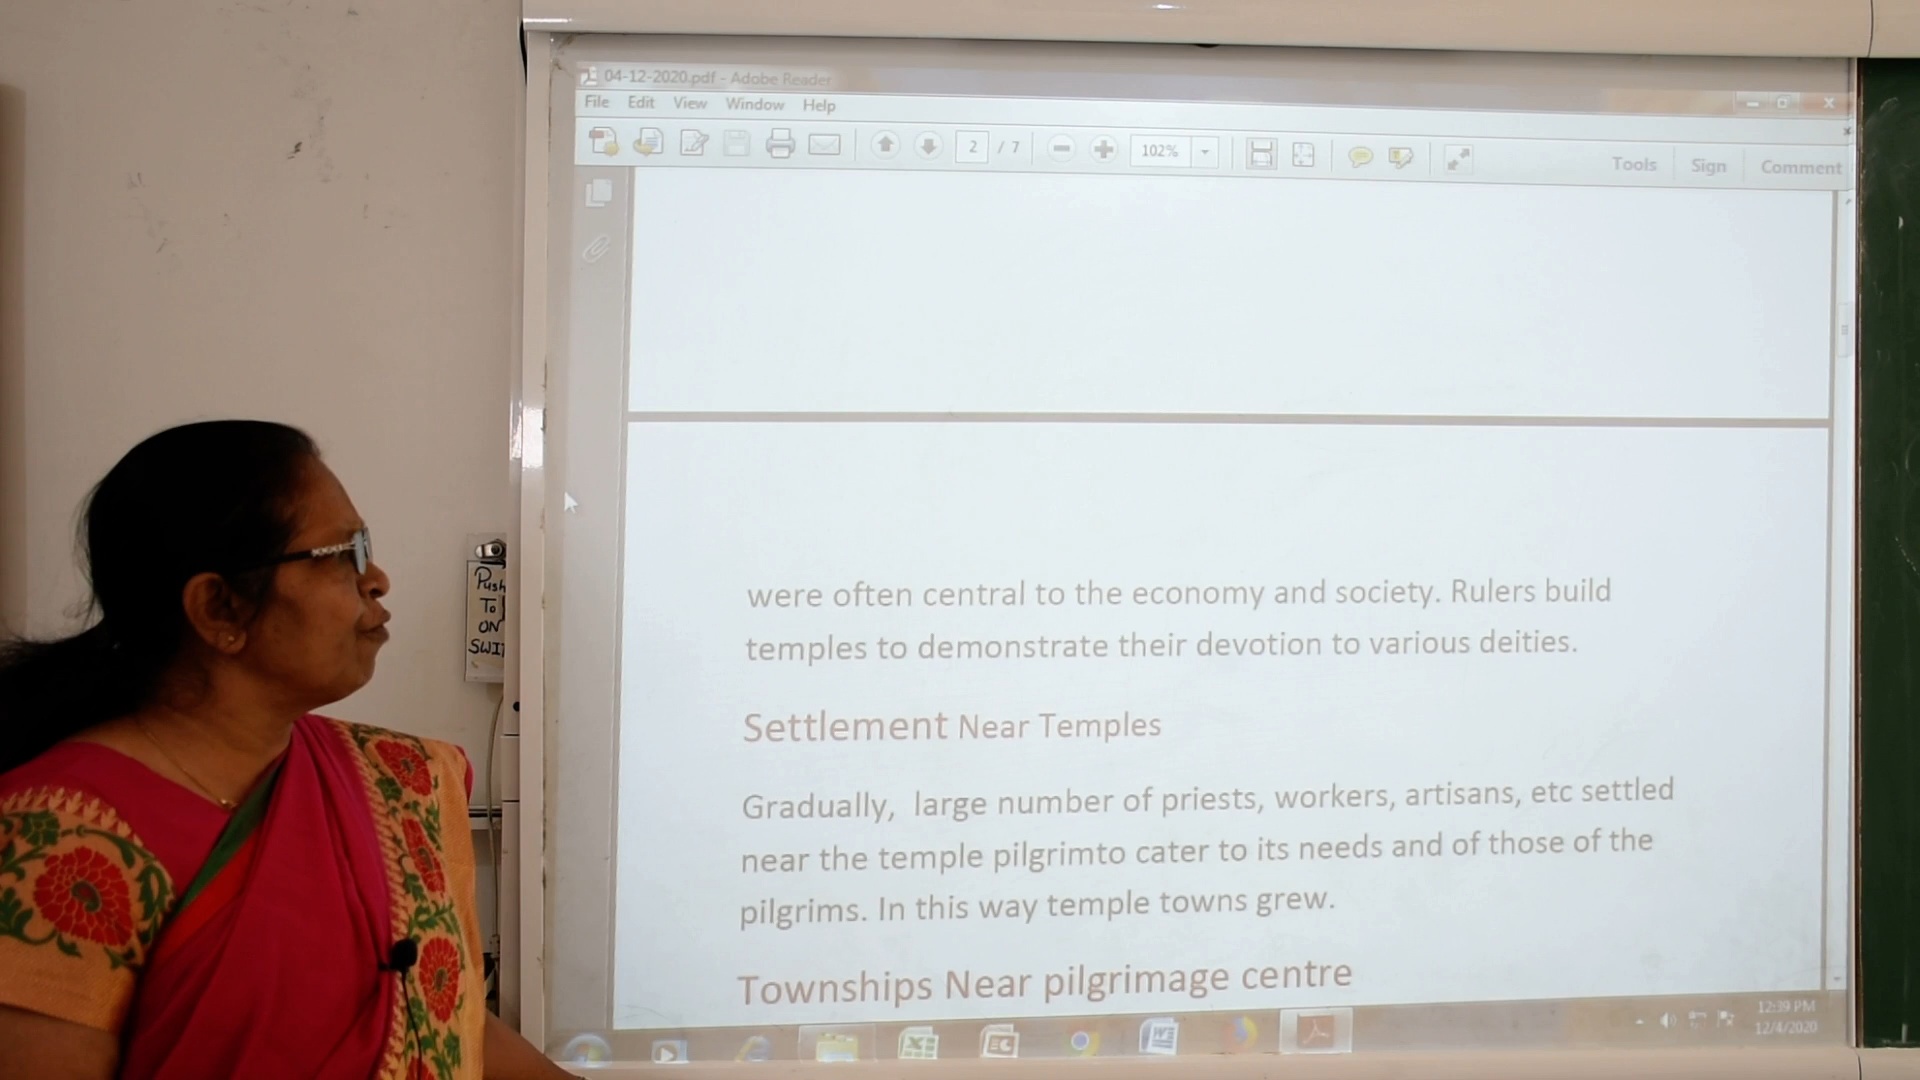 04-12-2020.pdf - Adobe Reader
File Edit View Window Help
2 / 7 102% Tools Sign Comment
were often central to the economy and society. Rulers build
temples to demonstrate their devotion to various deities.
Settlement Near Temples
Gradually, large number of priests, workers, artisans, etc settled
near the temple pilgrimto cater to its needs and of those of the
pilgrims. In this way temple towns grew.
Townships Near pilgrimage centre
12:39 PM
12/4/2020
Push
To
ON